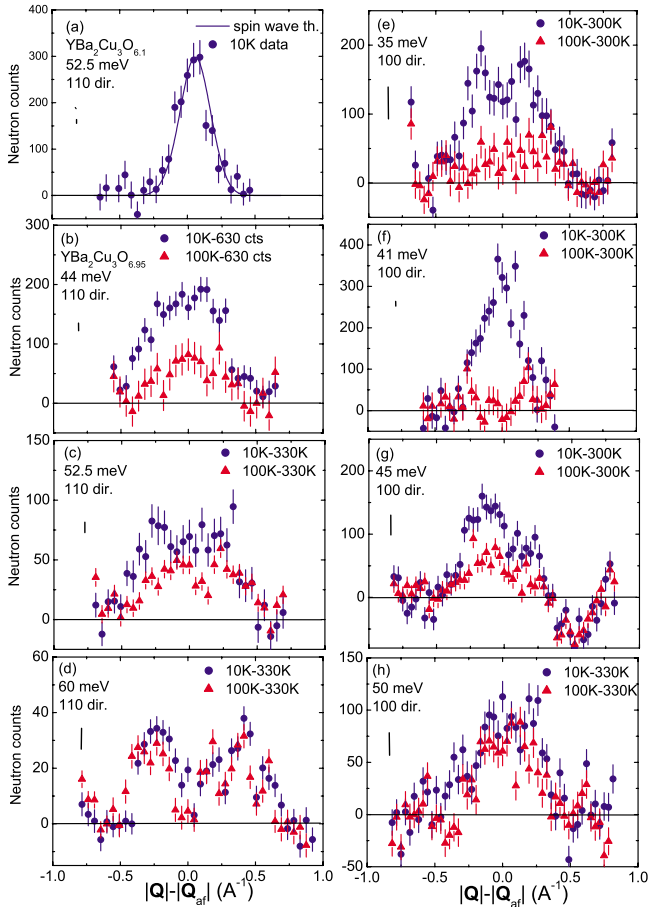 (a)
spin wave th.
YBa2Cu3O6.1
10K data
52.5 meV
110 dir.
Neutron counts
400
300
200
100
0
(b)
10K-630 cts
YBa2Cu3O6.95
100K-630 cts
44 meV
110 dir.
Neutron counts
300
200
100
0
(c)
10K-330K
52.5 meV
100K-330K
110 dir.
Neutron counts
150
100
50
0
(d)
10K-330K
60 meV
100K-330K
110 dir.
Neutron counts
60
40
20
0
-1.0 -0.5 0.0 0.5 1.0
|Q|-|Qaf| (A-1)
(e)
10K-300K
35 meV
100K-300K
100 dir.
200
100
0
(f)
10K-300K
41 meV
100K-300K
100 dir.
400
300
200
100
0
(g)
10K-300K
45 meV
100K-300K
100 dir.
200
100
0
(h)
10K-330K
50 meV
100K-330K
100 dir.
150
100
50
0
-50
-1.0 -0.5 0.0 0.5 1.0
|Q|-|Qaf| (A-1)